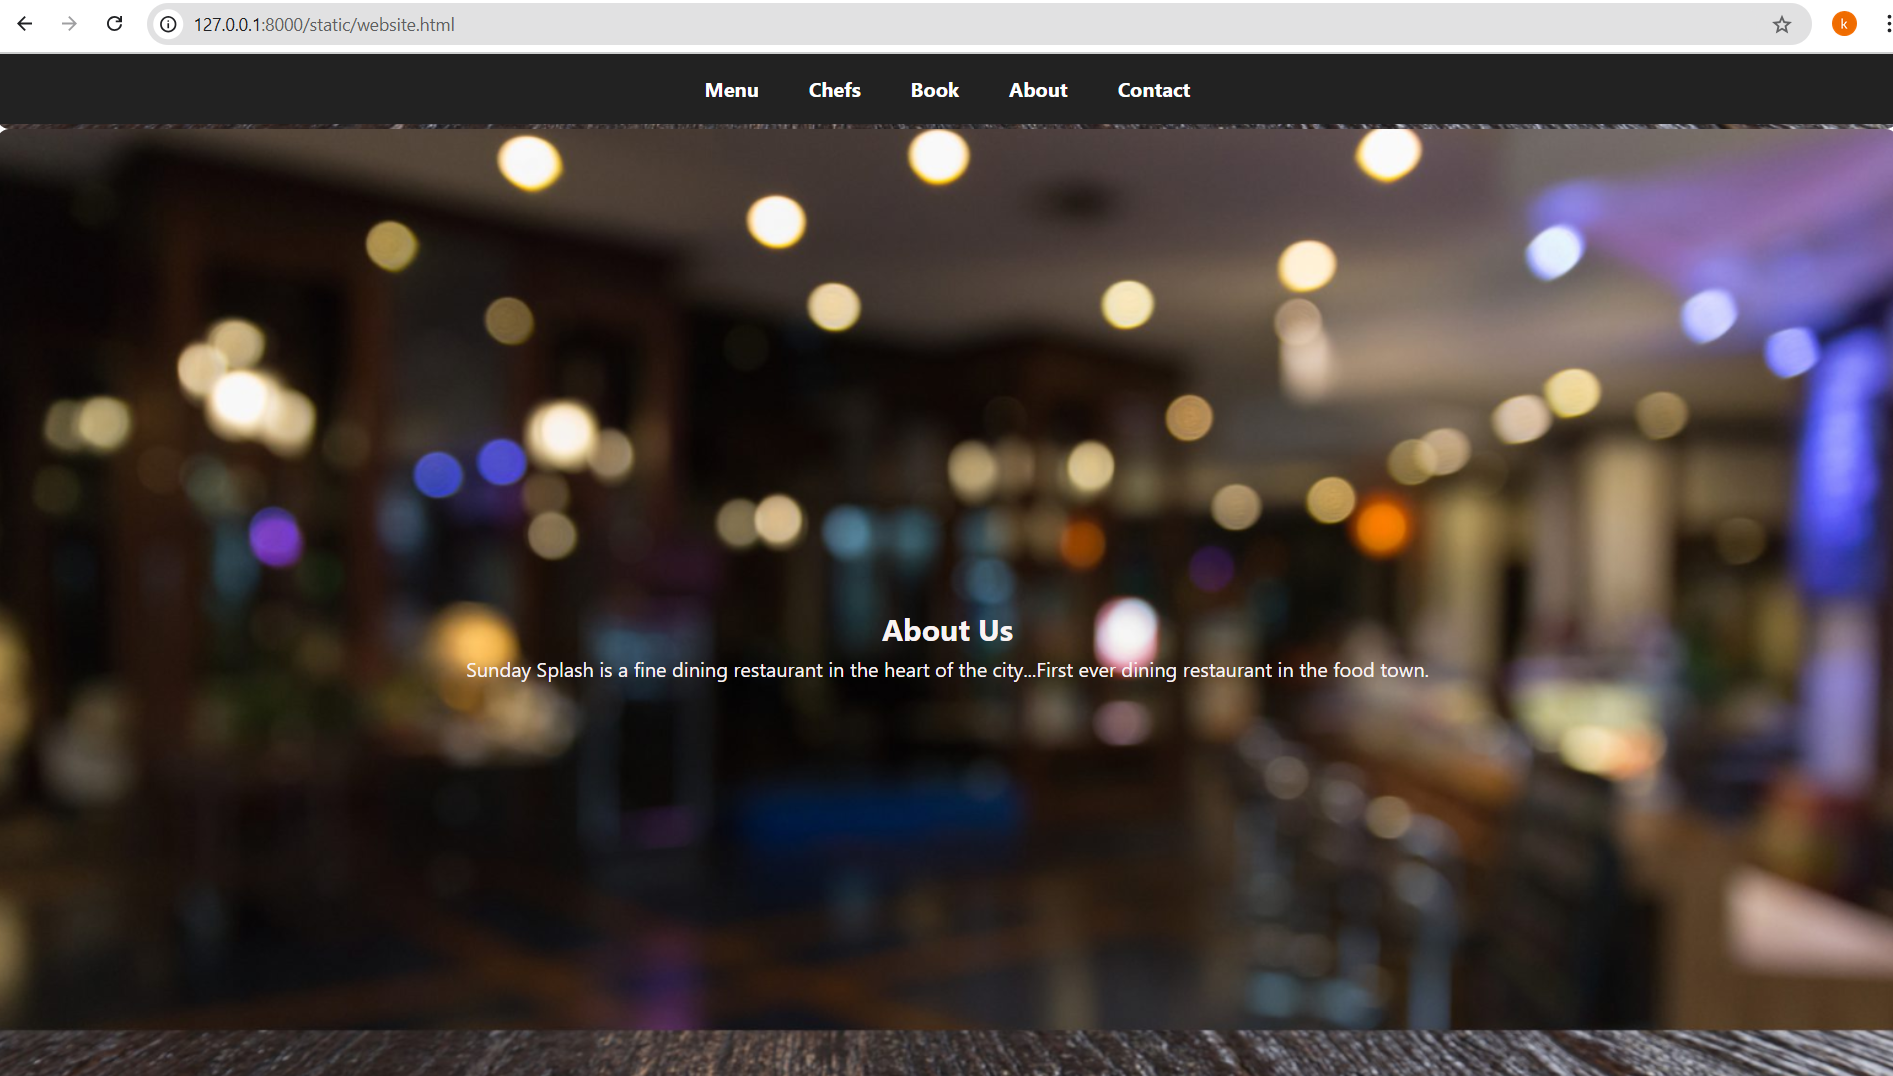 127.0.0.1:8000/static/website.html
k
Menu Chefs Book About Contact
About Us
Sunday Splash is a fine dining restaurant in the heart of the city...First ever dining restaurant in the food town.